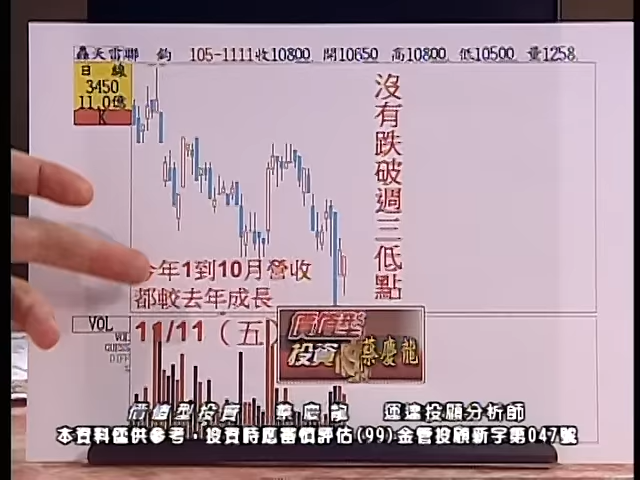 聯鈞 105-1111收10800 開10650 高10800 低10500 量1258
日線
3450
11.0億
K
沒有跌破週三低點
今年1到10月營收
都較去年成長
11/11（五）
VOL
價值型
投資
蔡慶龍
價值型投資 蔡慶龍 運達投顧分析師
本資料僅供參考，投資時應審慎評估(99)金管投顧新字第047號